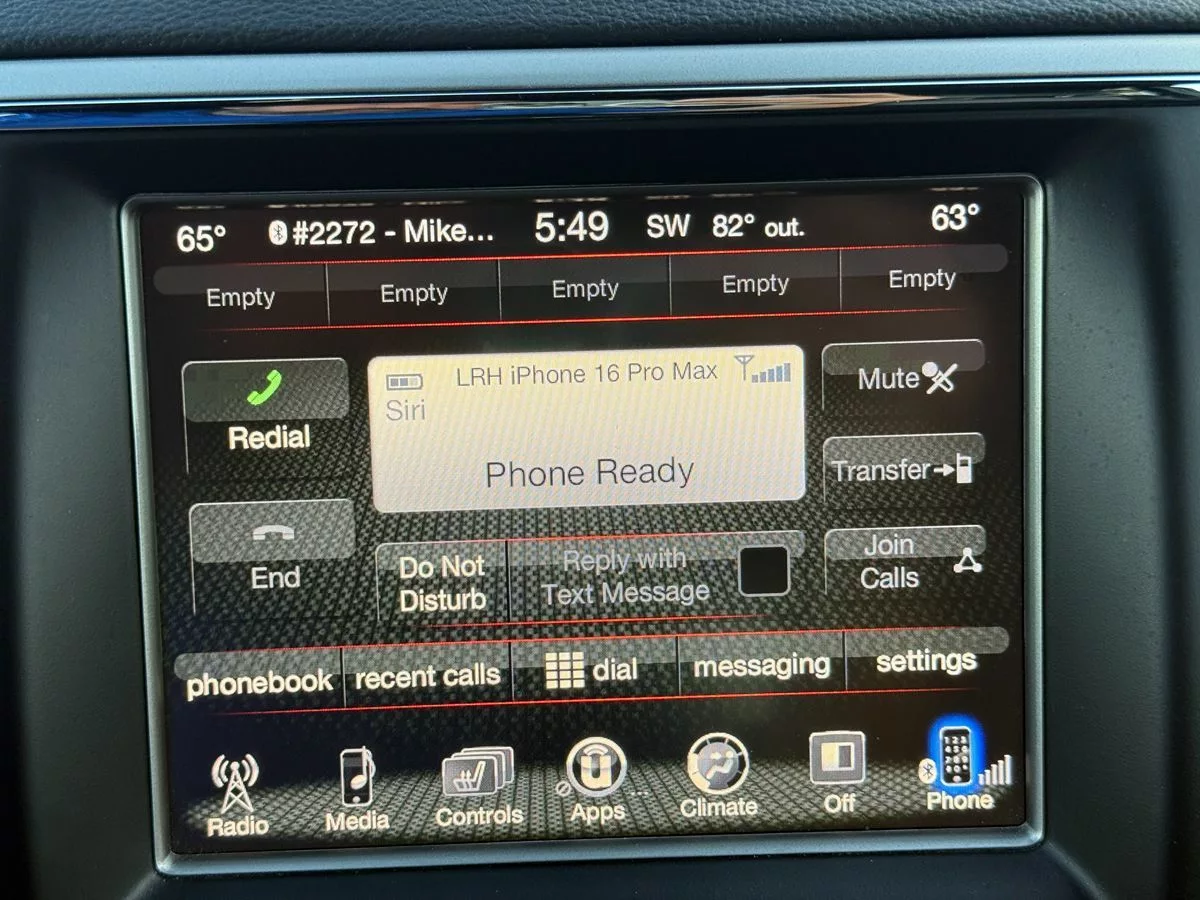 65° #2272 - Mike... 5:49 SW 82° out. 63°
Empty Empty Empty Empty Empty
Redial
LRH iPhone 16 Pro Max
Siri
Phone Ready
Mute
Transfer
End
Do Not
Disturb
Reply with
Text Message
Join
Calls
phonebook recent calls dial messaging settings
Radio Media Controls Apps Climate Off Phone